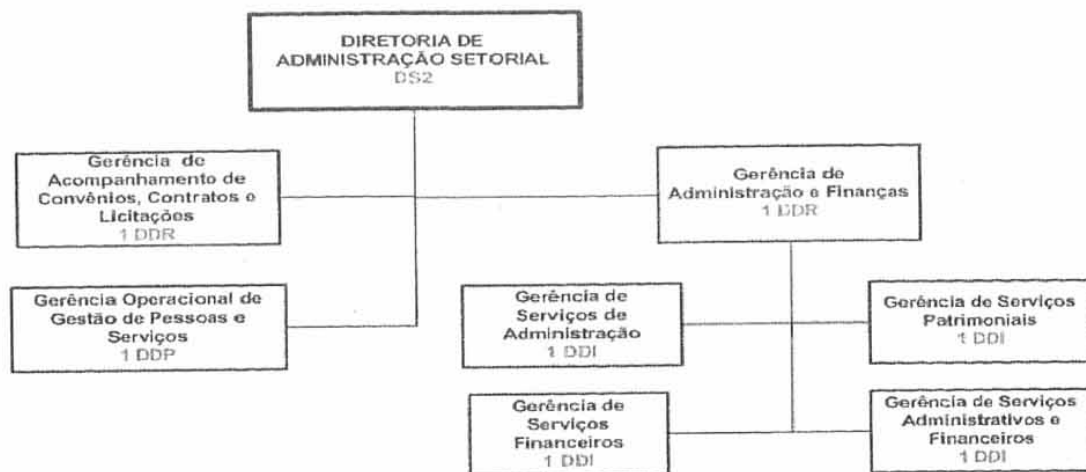 DIRETORIA DE
ADMINISTRAÇÃO SETORIAL
DS2
Gerência de
Acompanhamento de
Convênios, Contratos e
Licitações
1 DDR
Gerência de
Administração e Finanças
1 DDR
Gerência Operacional de
Gestão de Pessoas e
Serviços
1 DDP
Gerência de
Serviços de
Administração
1 DDI
Gerência de Serviços
Patrimoniais
1 DDI
Gerência de
Serviços
Financeiros
1 DDI
Gerência de Serviços
Administrativos e
Financeiros
1 DDI